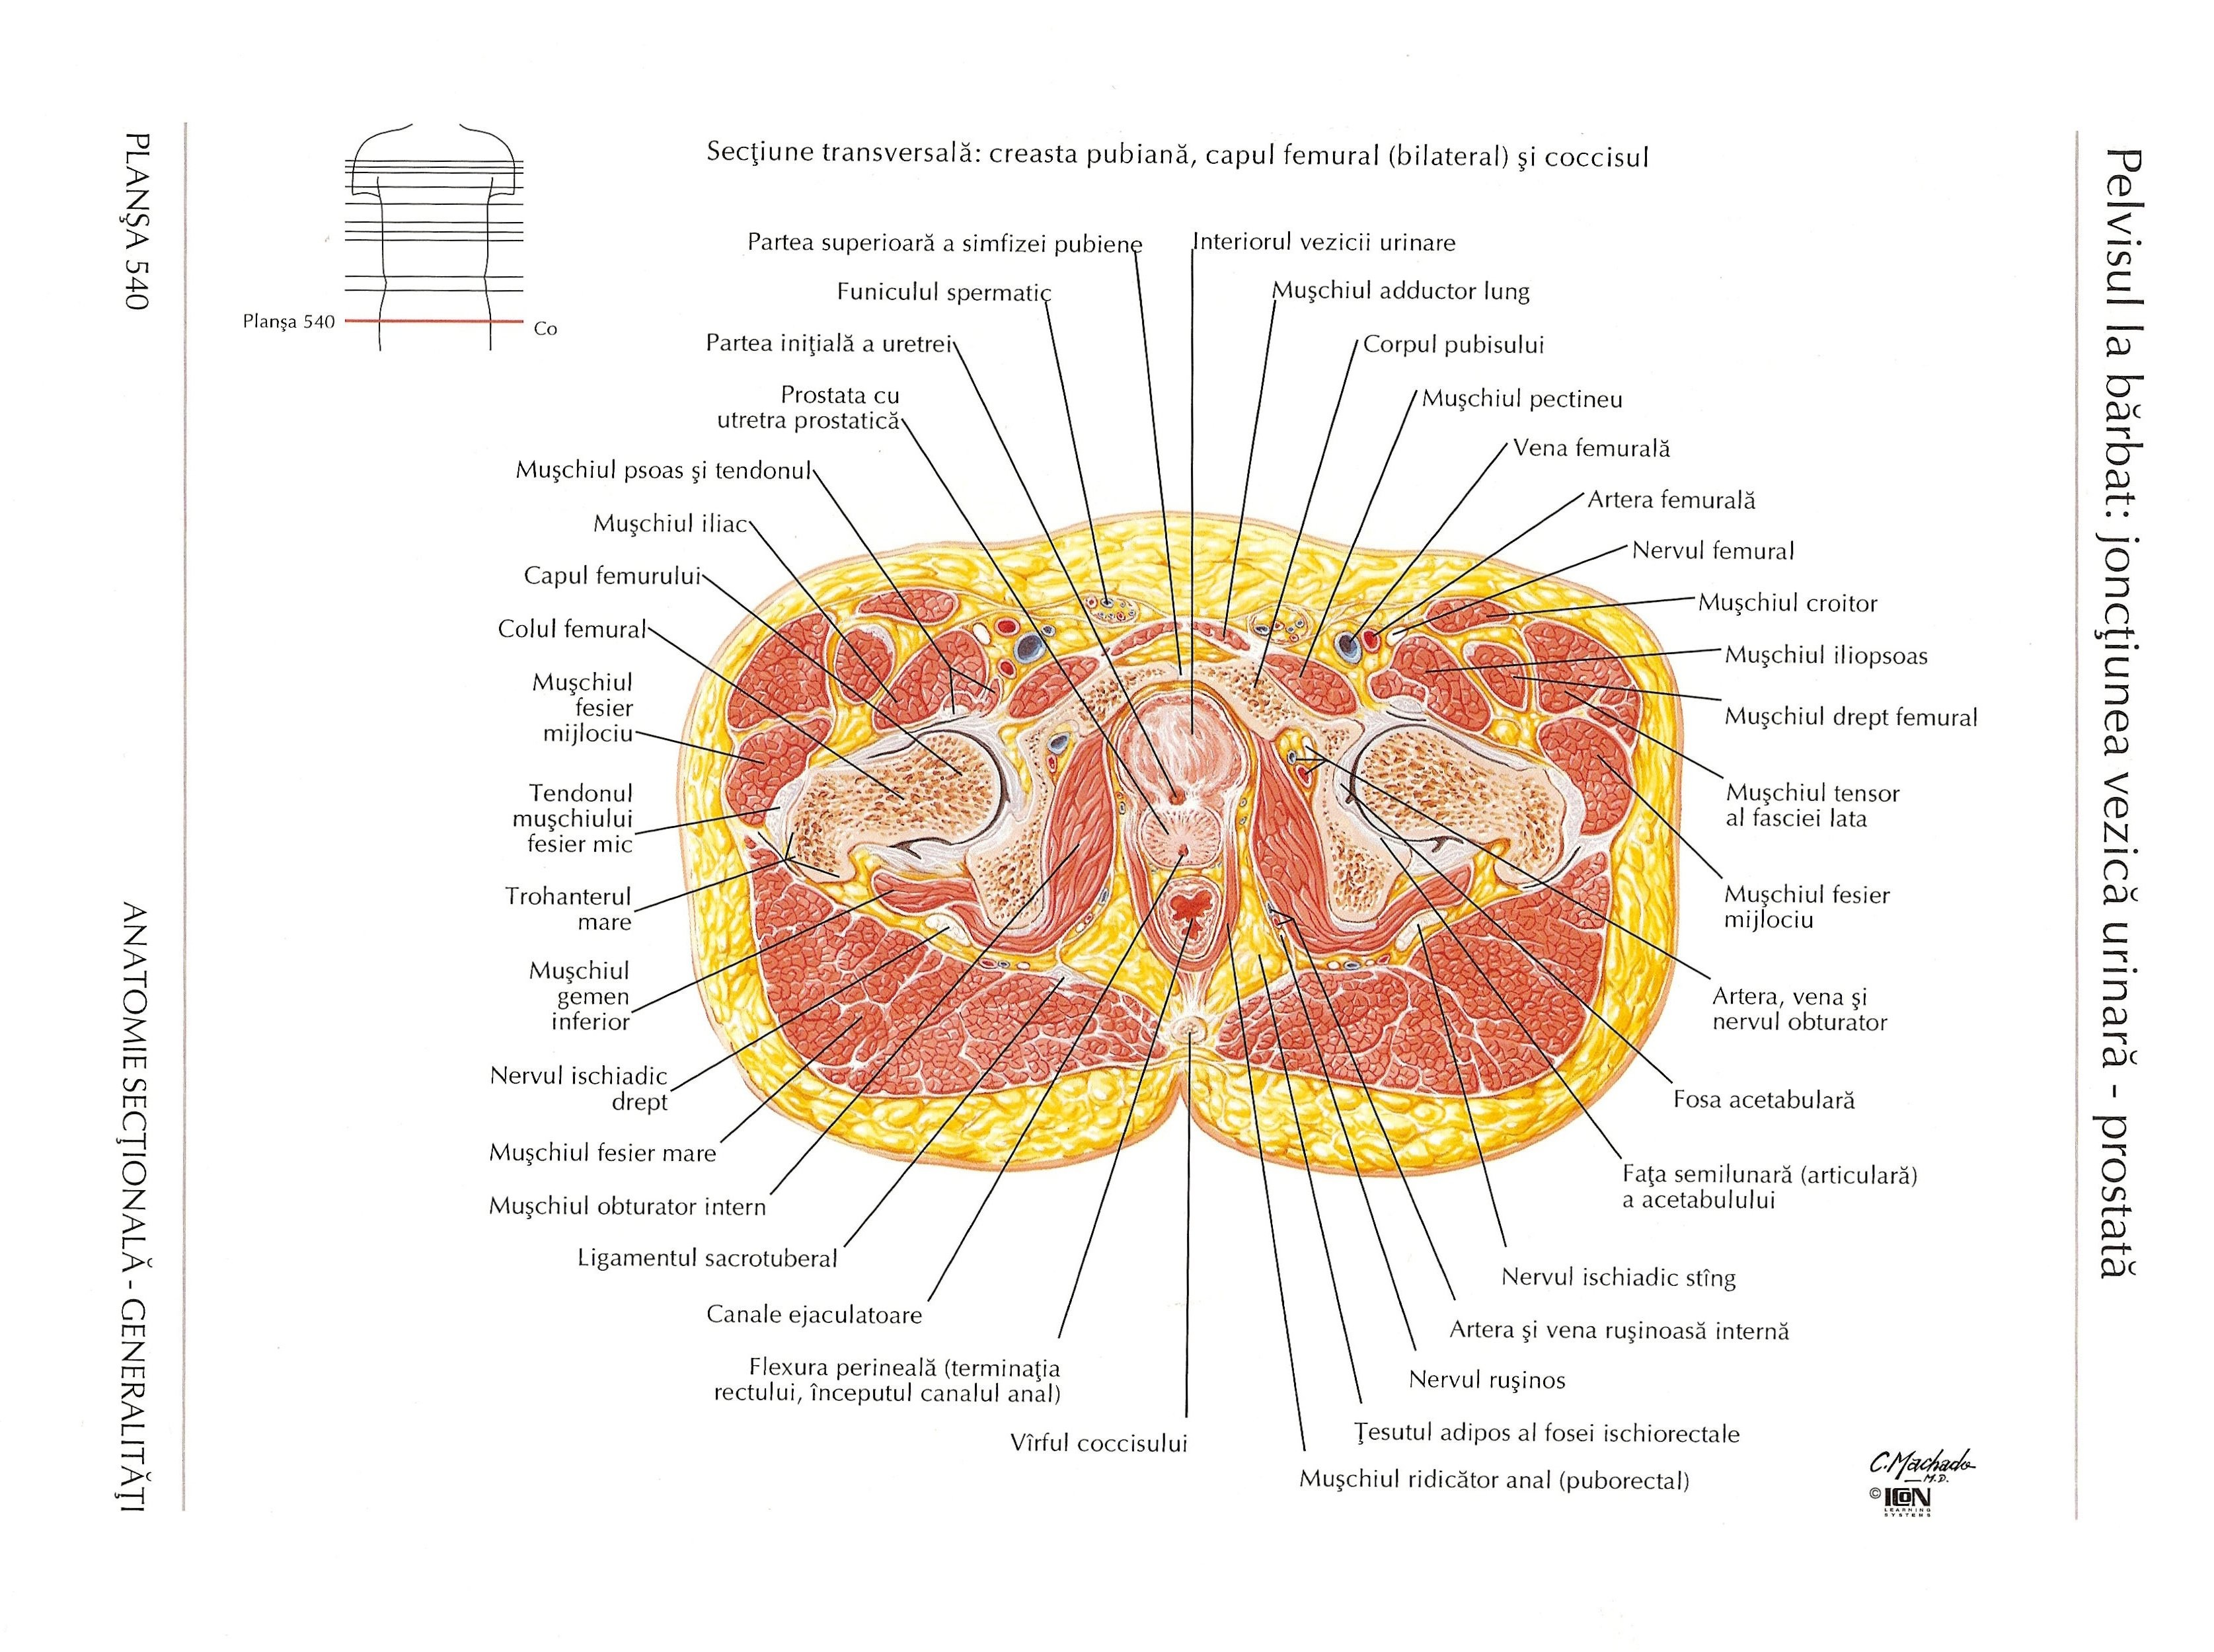 Pelvisul la bărbat: joncţiunea vezică urinară - prostată
Secţiune transversală: creasta pubiană, capul femural (bilateral) şi coccisul
Planşa 540
Co
Partea superioară a simfizei pubiene
Funiculul spermatic
Partea iniţială a uretrei
Prostata cu
utretra prostatică
Muşchiul psoas şi tendonul
Muşchiul iliac
Capul femurului
Colul femural
Muşchiul
fesier
mijlociu
Tendonul
muşchiului
fesier mic
Trohanterul
mare
Muşchiul
gemen
inferior
Nervul ischiadic
drept
Muşchiul fesier mare
Muşchiul obturator intern
Ligamentul sacrotuberal
Canale ejaculatoare
Flexura perineală (terminaţia
rectului, începutul canalul anal)
Vîrful coccisului
Interiorul vezicii urinare
Muşchiul adductor lung
Corpul pubisului
Muşchiul pectineu
Vena femurală
Artera femurală
Nervul femural
Muşchiul croitor
Muşchiul iliopsoas
Muşchiul drept femural
Muşchiul tensor
al fasciei lata
Muşchiul fesier
mijlociu
Artera, vena şi
nervul obturator
Fosa acetabulară
Faţa semilunară (articulară)
a acetabulului
Nervul ischiadic stîng
Artera şi vena ruşinoasă internă
Nervul ruşinos
Ţesutul adipos al fosei ischiorectale
Muşchiul ridicător anal (puborectal)
C. Machado
M.D.
© ICON
LEARNING
SYSTEMS
PLANŞA 540
ANATOMIE SECŢIONALĂ - GENERALITĂŢI